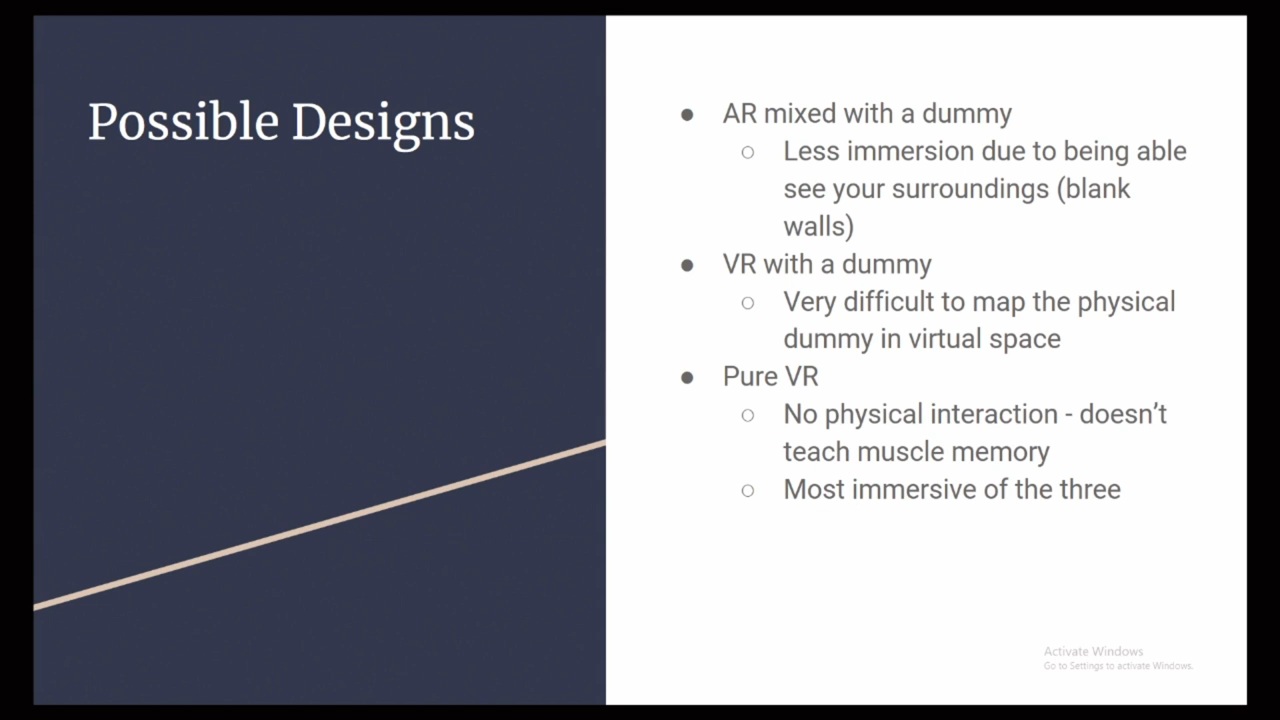 Possible Designs
● AR mixed with a dummy
○ Less immersion due to being able
see your surroundings (blank
walls)
● VR with a dummy
○ Very difficult to map the physical
dummy in virtual space
● Pure VR
○ No physical interaction - doesn’t
teach muscle memory
○ Most immersive of the three
Activate Windows
Go to Settings to activate Windows.